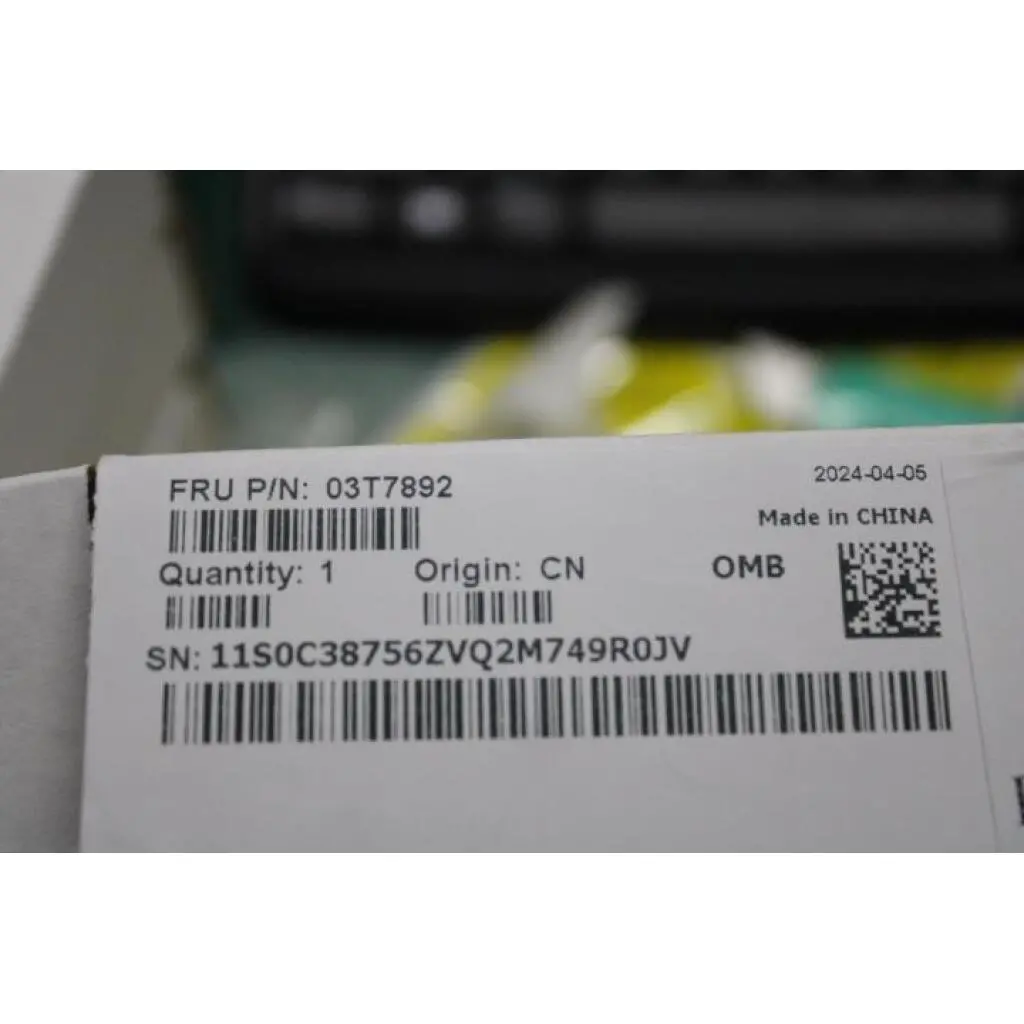 FRU P/N: 03T7892
2024-04-05
Made in CHINA
Quantity: 1
Origin: CN
OMB
SN: 11S0C38756ZVQ2M749R0JV